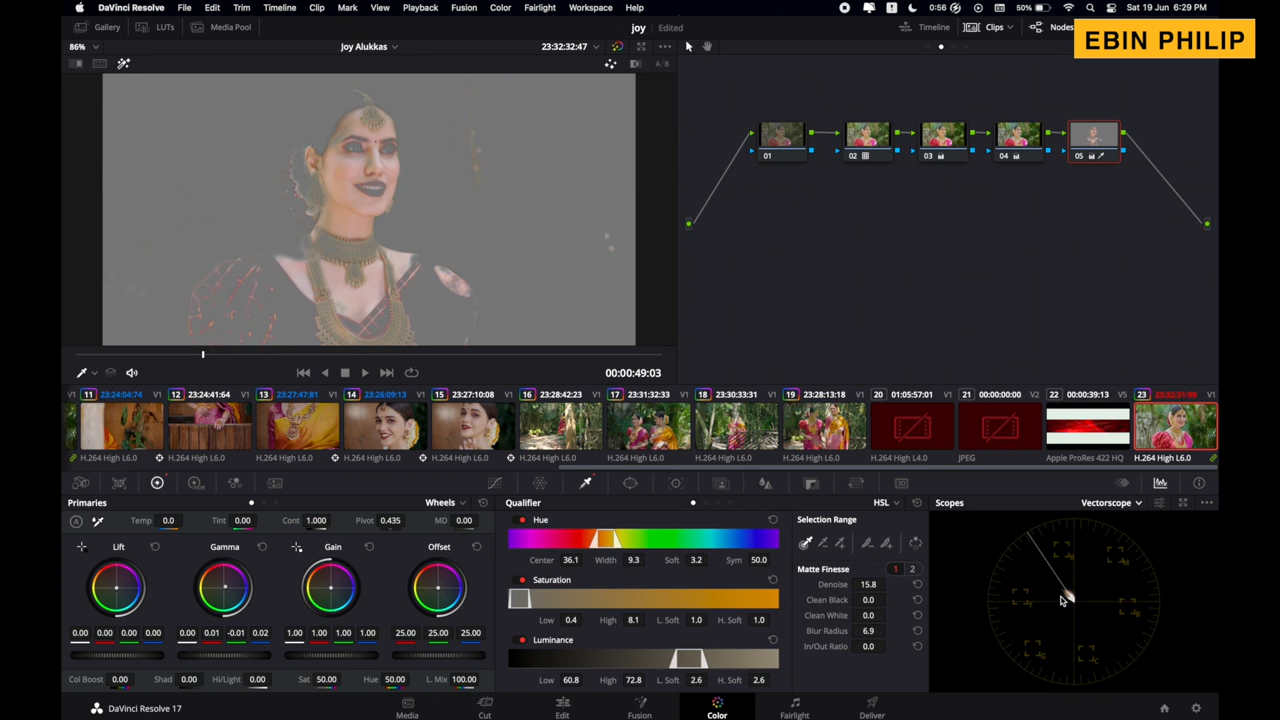 DaVinci Resolve File Edit Trim Timeline Clip Mark View Playback Fusion Color Fairlight Workspace Help 0:56 50% Sat 19 Jun 6:29 PM
Gallery LUTs Media Pool joy Edited Timeline Clips Nodes
EBIN PHILIP
86% Joy Alukkas 23:32:32:47
A/B
01 02 03 04 05
00:00:49:03
V1 11 23:24:04:74 V1 12 23:24:41:64 V1 13 23:27:47:81 V1 14 23:26:09:13 V1 15 23:27:10:08 V1 16 23:28:42:23 V1 17 23:31:32:33 V1 18 23:30:33:31 V1 19 23:28:13:18 V1 20 01:05:57:01 V1 21 00:00:00:00 V2 22 00:00:39:13 V5 23 V1
H.264 High L6.0 H.264 High L6.0 H.264 High L6.0 H.264 High L6.0 H.264 High L6.0 H.264 High L6.0 H.264 High L6.0 H.264 High L6.0 H.264 High L6.0 H.264 High L4.0 JPEG Apple ProRes 422 HQ H.264 High L6.0
Primaries Wheels
Temp 0.0 Tint 0.00 Cont 1.000 Pivot 0.435 MD 0.00
Lift Gamma Gain Offset
0.00 0.00 0.00 0.00 0.00 0.01 -0.01 0.02 1.00 1.00 1.00 1.00 25.00 25.00 25.00
Col Boost 0.00 Shad 0.00 Hi/Light 0.00 Sat 50.00 Hue 50.00 L. Mix 100.00
Qualifier HSL
Hue
Center 36.1 Width 9.3 Soft 3.2 Sym 50.0
Saturation
Low 0.4 High 8.1 L. Soft 1.0 H. Soft 1.0
Luminance
Low 60.8 High 72.8 L. Soft 2.6 H. Soft 2.6
Selection Range
Matte Finesse 1 2
Denoise 15.8
Clean Black 0.0
Clean White 0.0
Blur Radius 6.9
In/Out Ratio 0.0
Scopes Vectorscope
R M B C G Y
DaVinci Resolve 17 Media Cut Edit Fusion Color Fairlight Deliver